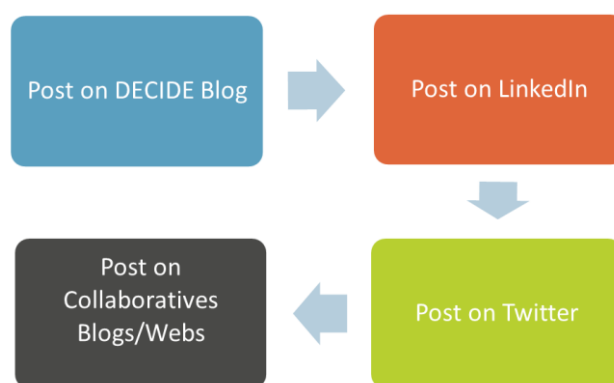 Post on DECIDE Blog
Post on LinkedIn
Post on Twitter
Post on
Collaboratives
Blogs/Webs